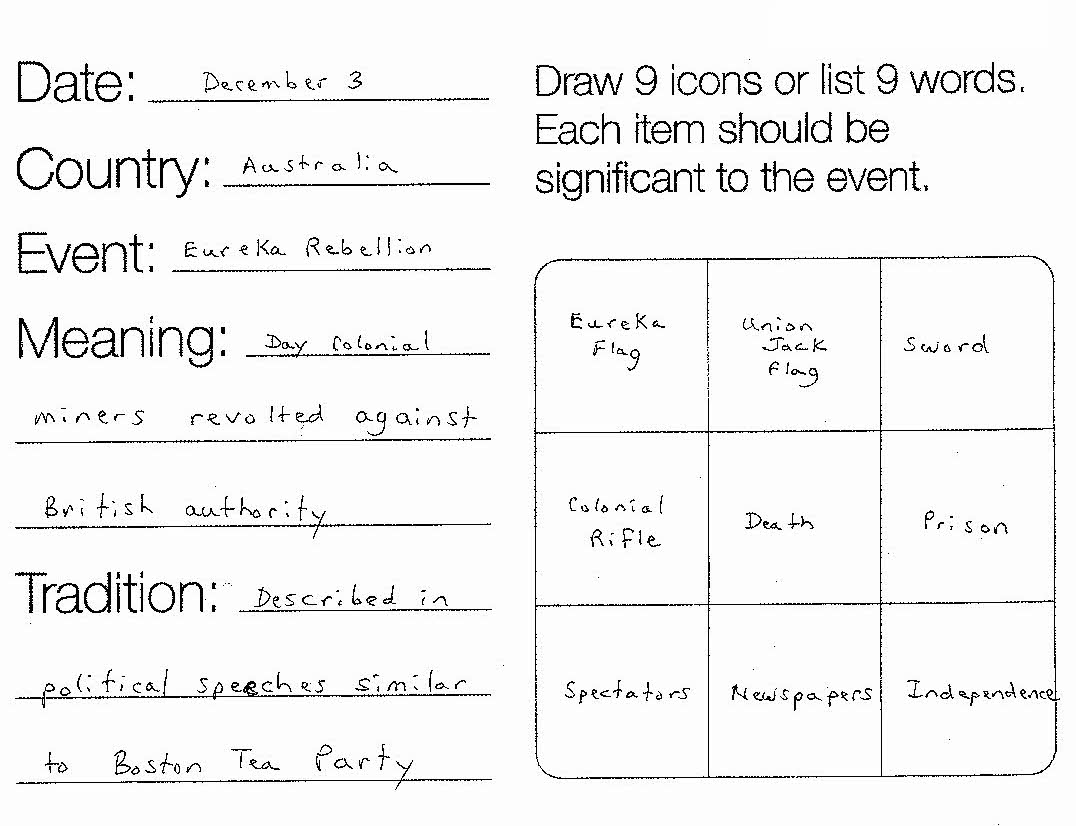 Date: December 3
Country: Australia
Event: Eureka Rebellion
Meaning: Day Colonial
miners revolted against
British authority
Tradition: Described in
political speeches similar
to Boston Tea Party
Draw 9 icons or list 9 words.
Each item should be
significant to the event.
Eureka
Flag
Union
Jack
Flag
Sword
Colonial
Rifle
Death
Prison
Spectators
Newspapers
Independence